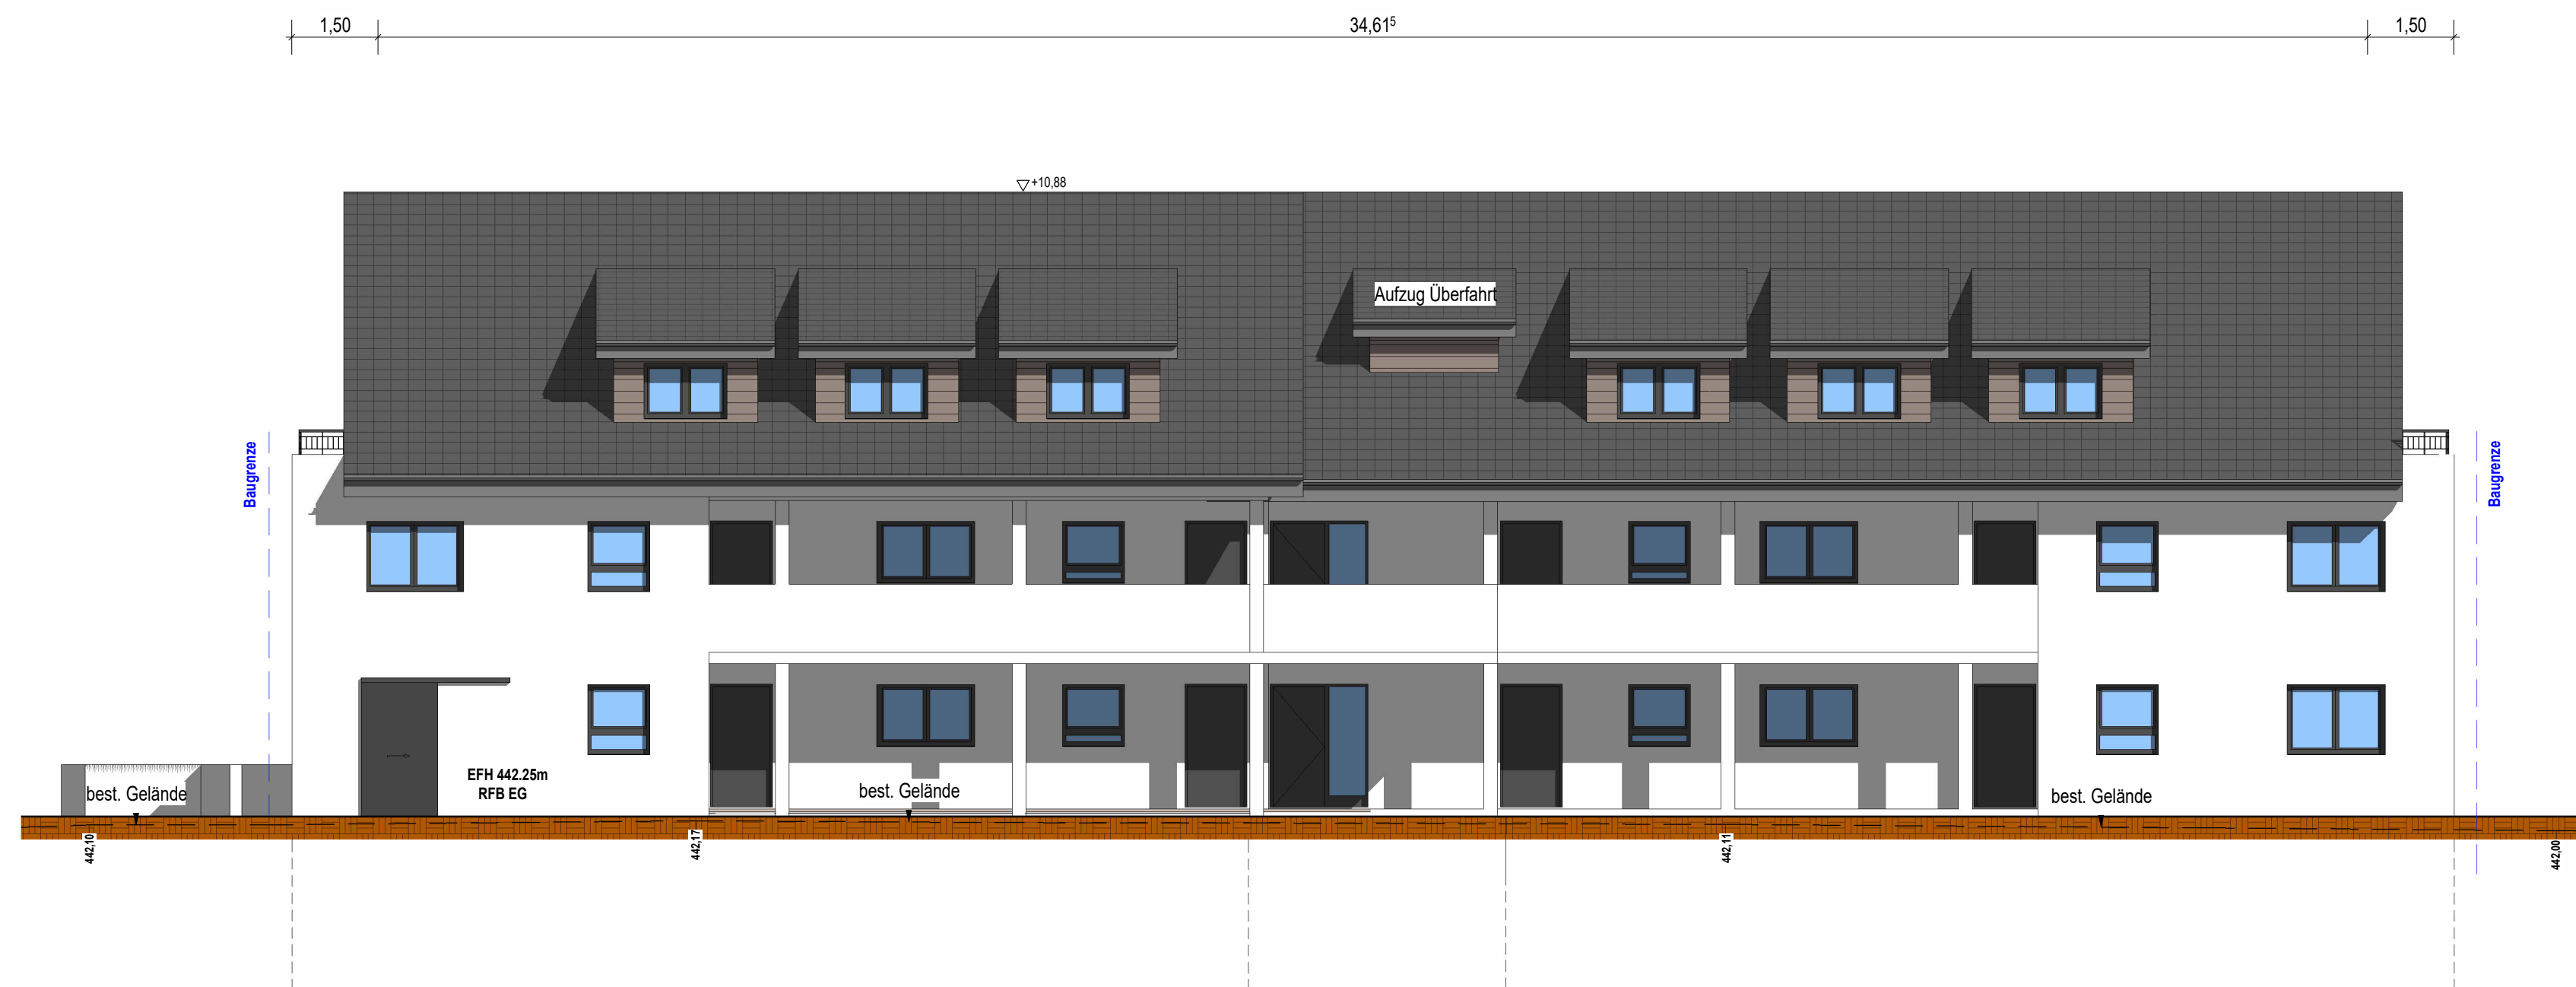 1,50
34,61⁵
1,50
+10,88
Aufzug Überfahrt
Baugrenze
Baugrenze
EFH 442.25m
RFB EG
best. Gelände
best. Gelände
best. Gelände
442,10
442,17
442,11
442,00